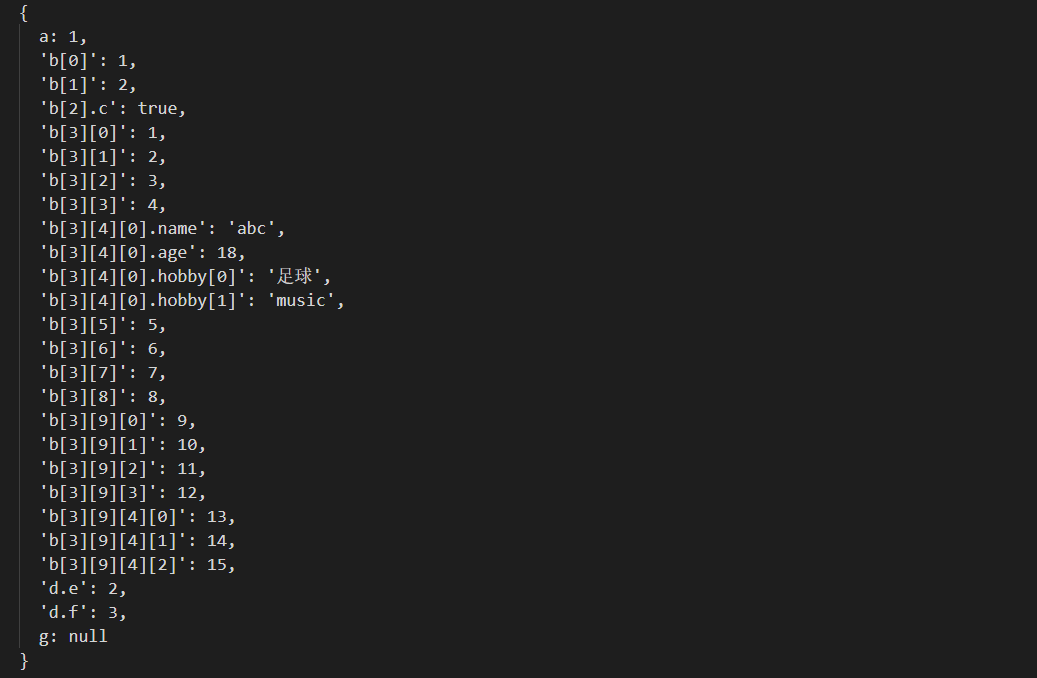 {
a: 1,
'b[0]': 1,
'b[1]': 2,
'b[2].c': true,
'b[3][0]': 1,
'b[3][1]': 2,
'b[3][2]': 3,
'b[3][3]': 4,
'b[3][4][0].name': 'abc',
'b[3][4][0].age': 18,
'b[3][4][0].hobby[0]': '足球',
'b[3][4][0].hobby[1]': 'music',
'b[3][5]': 5,
'b[3][6]': 6,
'b[3][7]': 7,
'b[3][8]': 8,
'b[3][9][0]': 9,
'b[3][9][1]': 10,
'b[3][9][2]': 11,
'b[3][9][3]': 12,
'b[3][9][4][0]': 13,
'b[3][9][4][1]': 14,
'b[3][9][4][2]': 15,
'd.e': 2,
'd.f': 3,
g: null
}